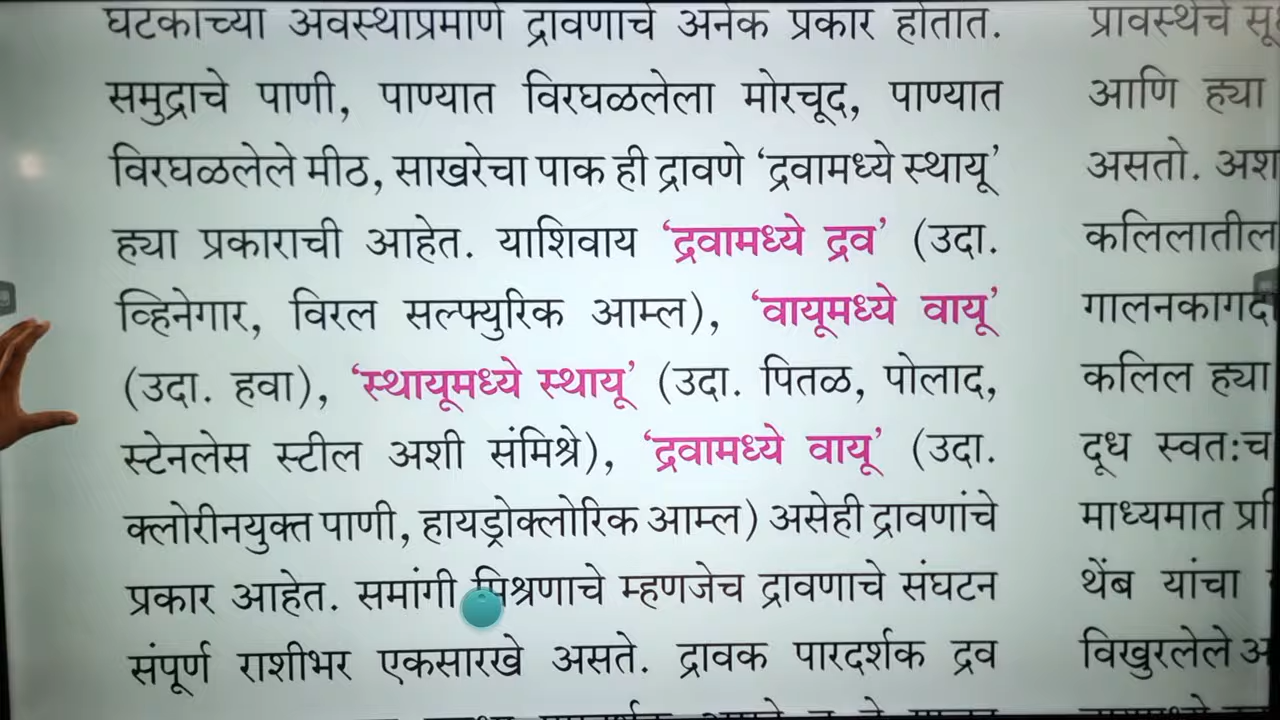 घटकाच्या अवस्थाप्रमाणे द्रावणाचे अनेक प्रकार होतात.
समुद्राचे पाणी, पाण्यात विरघळलेला मोरचूद, पाण्यात
विरघळलेले मीठ, साखरेचा पाक ही द्रावणे ‘द्रवामध्ये स्थायू’
ह्या प्रकाराची आहेत. याशिवाय ‘द्रवामध्ये द्रव’ (उदा.
व्हिनेगार, विरल सल्फ्युरिक आम्ल), ‘वायूमध्ये वायू’
(उदा. हवा), ‘स्थायूमध्ये स्थायू’ (उदा. पितळ, पोलाद,
स्टेनलेस स्टील अशी संमिश्रे), ‘द्रवामध्ये वायू’ (उदा.
क्लोरीनयुक्त पाणी, हायड्रोक्लोरिक आम्ल) असेही द्रावणांचे
प्रकार आहेत. समांगी मिश्रणाचे म्हणजेच द्रावणाचे संघटन
संपूर्ण राशीभर एकसारखे असते. द्रावक पारदर्शक द्रव
प्रावस्थेचे
आणि ह्या
असतो.
कलिलातील
कलिल ह्या
दूध स्वतःच
माध्यमात
थेंब यांचा
विखुरलेले